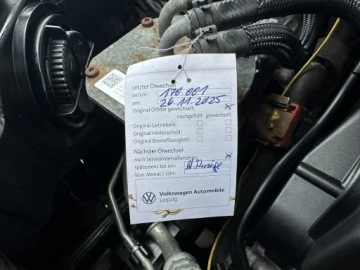 Letzter Ölwechsel
bei km: 178.001
am: 26.11.2025
Original Ölfilter gewechselt: x
nachgefüllt gewechselt
Original Getriebeöl:
Original Hinterachsöl:
Original Bremsflüssigkeit:
Nächster Ölwechsel
nach Serviceintervallanzeige x
spätestens bei km:
bzw. Monat / Jahr:
Volkswagen Automobile
Leipzig